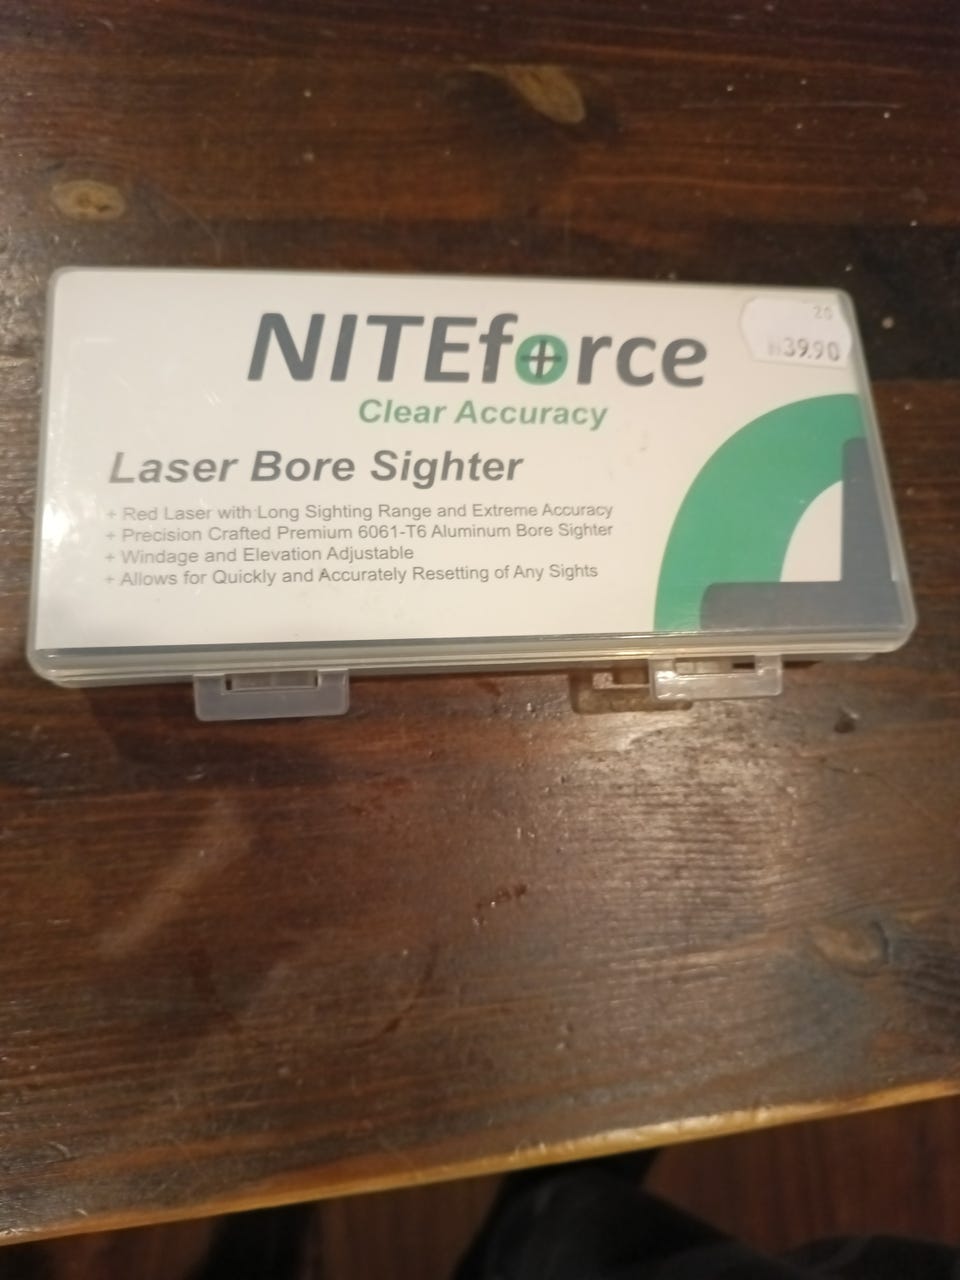 NITEforce
Clear Accuracy
Laser Bore Sighter
+ Red Laser with Long Sighting Range and Extreme Accuracy
+ Precision Crafted Premium 6061-T6 Aluminum Bore Sighter
+ Windage and Elevation Adjustable
+ Allows for Quickly and Accurately Resetting of Any Sights
20
39.90